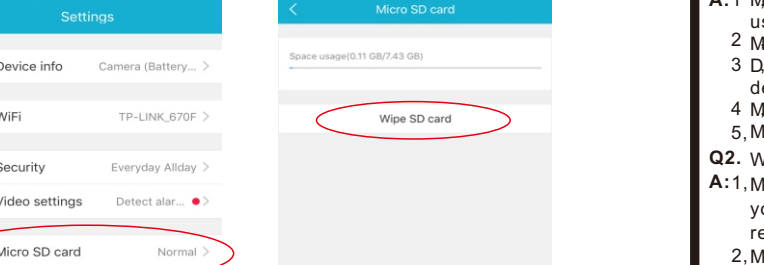 Settings
Device info Camera (Battery... >
WiFi TP-LINK_670F >
Security Everyday Allday >
Video settings Detect alar... >
Micro SD card Normal >
< Micro SD card
Space usage(0.11 GB/7.43 GB)
Wipe SD card
A: 1
2
3
4
5,
Q2.
A: 1,
2,